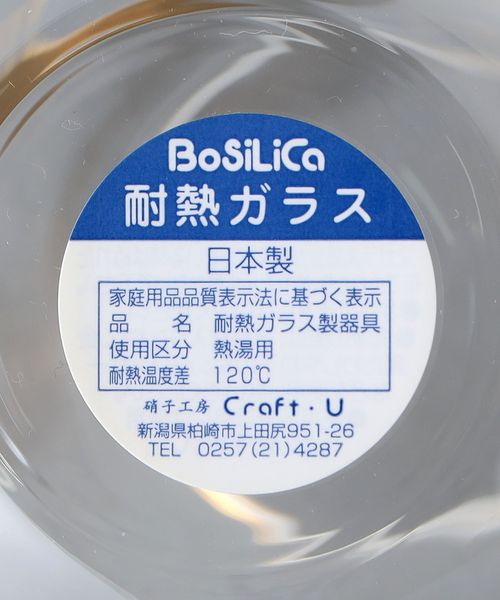 BoSiLiCa
耐熱ガラス
日本製
家庭用品品質表示法に基づく表示
品　名　耐熱ガラス製器具
使用区分　熱湯用
耐熱温度差　120℃
硝子工房 Craft・U
新潟県柏崎市上田尻951-26
TEL 0257(21)4287